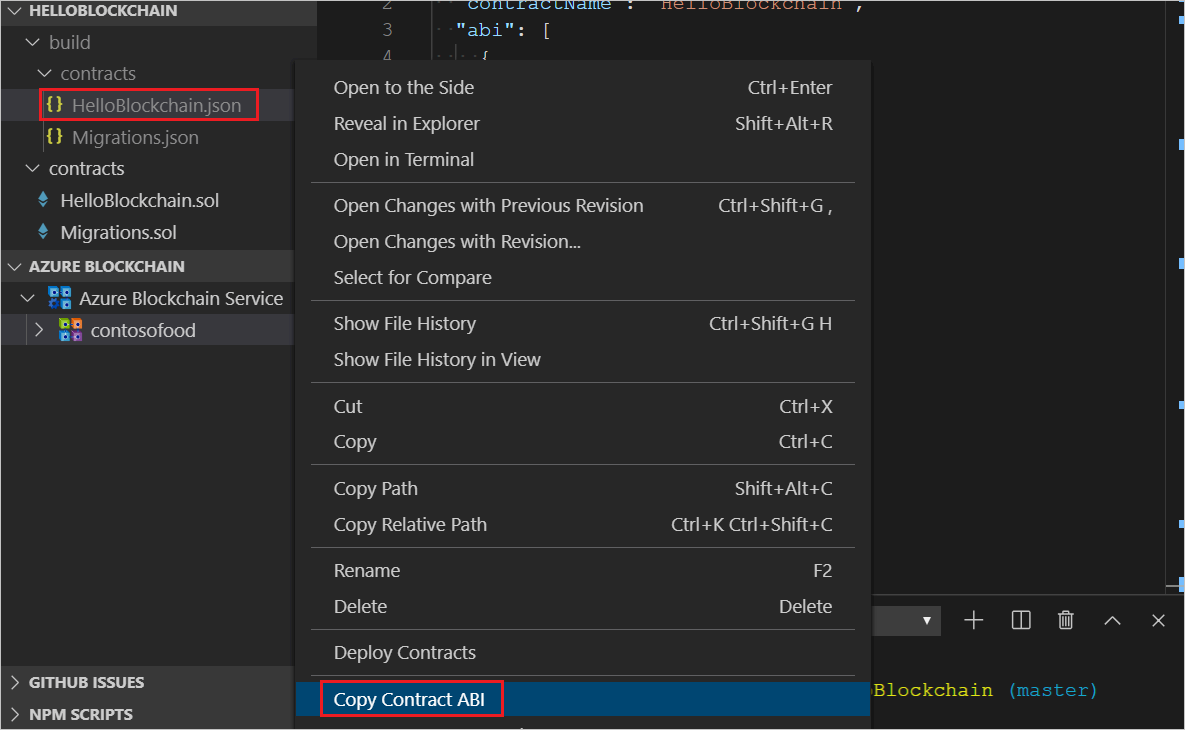 HELLOBLOCKCHAIN
build
contracts
HelloBlockchain.json
Migrations.json
contracts
HelloBlockchain.sol
Migrations.sol
AZURE BLOCKCHAIN
Azure Blockchain Service
contosofood
GITHUB ISSUES
NPM SCRIPTS
2 "contractName": "HelloBlockchain",
3 "abi": [
4 {
Open to the Side Ctrl+Enter
Reveal in Explorer Shift+Alt+R
Open in Terminal
Open Changes with Previous Revision Ctrl+Shift+G ,
Open Changes with Revision...
Select for Compare
Show File History Ctrl+Shift+G H
Show File History in View
Cut Ctrl+X
Copy Ctrl+C
Copy Path Shift+Alt+C
Copy Relative Path Ctrl+K Ctrl+Shift+C
Rename F2
Delete Delete
Deploy Contracts
Copy Contract ABI
oBlockchain (master)